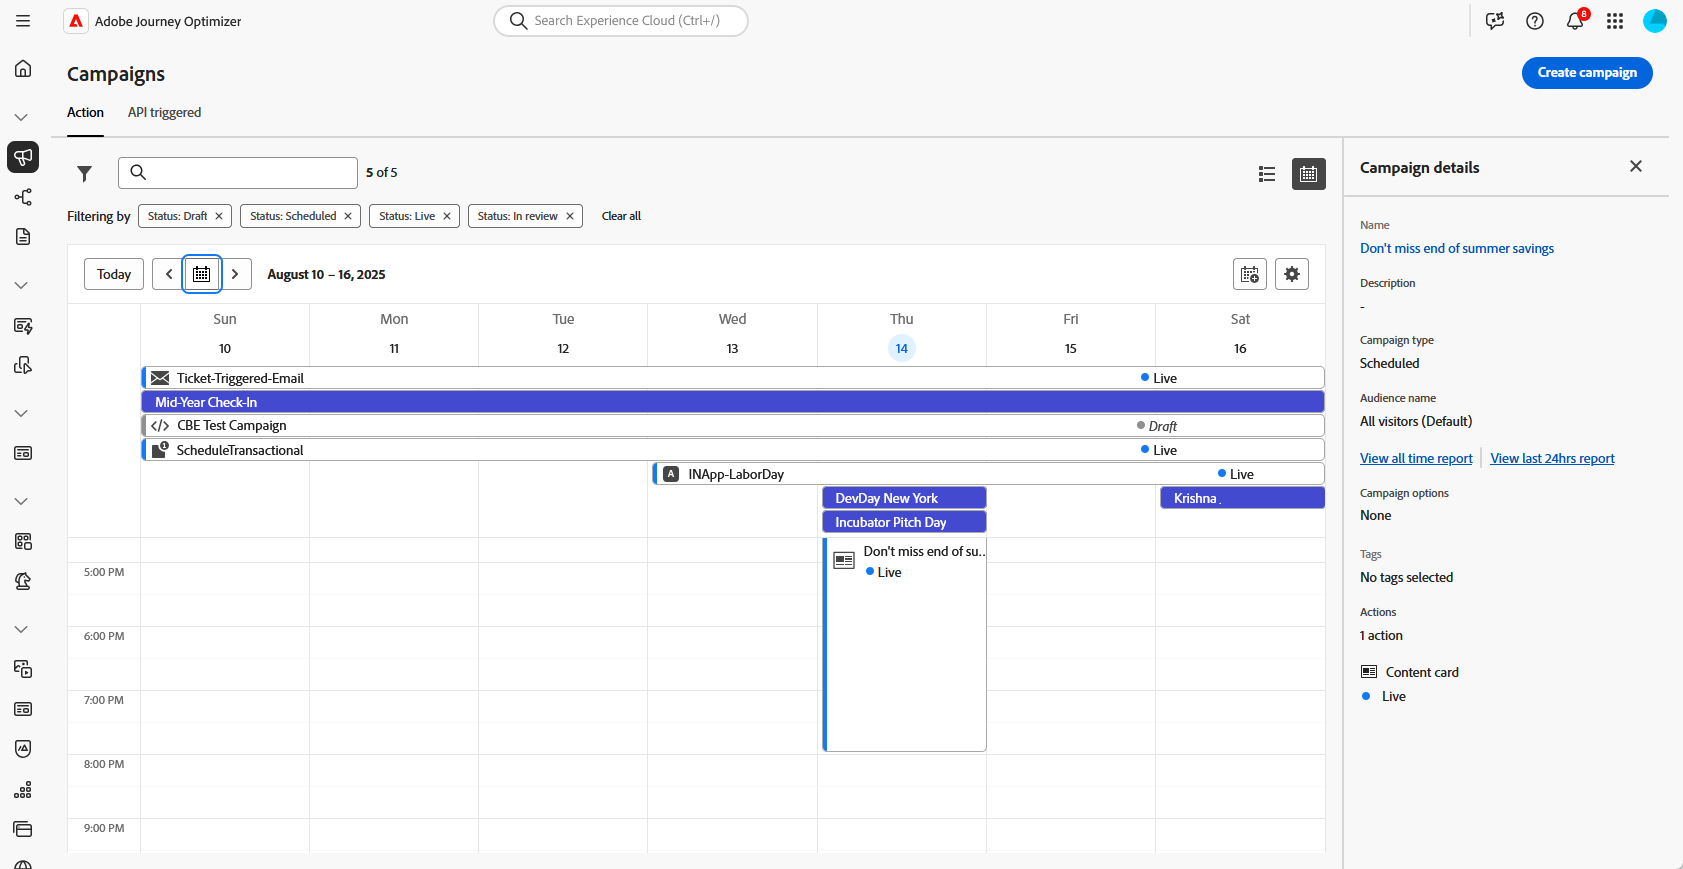 Adobe Journey Optimizer
Search Experience Cloud (Ctrl+/)
8
Campaigns
Create campaign
Action
API triggered
5 of 5
Filtering by
Status: Draft
Status: Scheduled
Status: Live
Status: In review
Clear all
Today
August 10 – 16, 2025
Sun
Mon
Tue
Wed
Thu
Fri
Sat
10
11
12
13
14
15
16
Ticket-Triggered-Email
Live
Mid-Year Check-In
</> CBE Test Campaign
Draft
1
ScheduleTransactional
Live
A
INApp-LaborDay
Live
DevDay New York
Krishna .
Incubator Pitch Day
Don't miss end of su..
Live
5:00 PM
6:00 PM
7:00 PM
8:00 PM
9:00 PM
Campaign details
Name
Don't miss end of summer savings
Description
-
Campaign type
Scheduled
Audience name
All visitors (Default)
View all time report
View last 24hrs report
Campaign options
None
Tags
No tags selected
Actions
1 action
Content card
Live